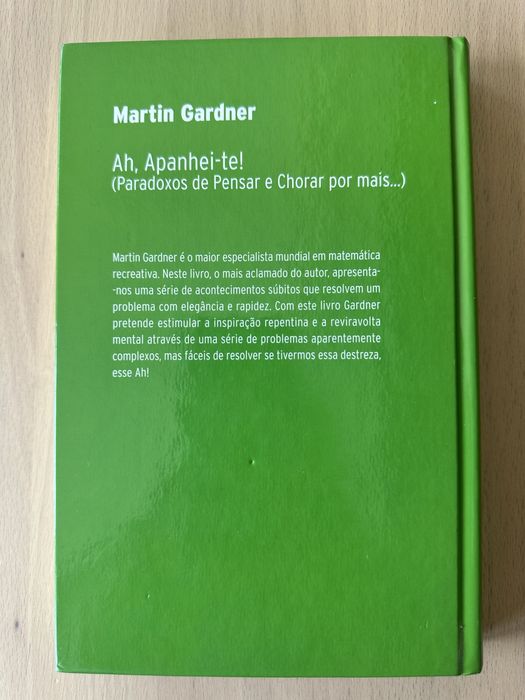 Martin Gardner
Ah, Apanhei-te!
(Paradoxos de Pensar e Chorar por mais...)
Martin Gardner é o maior especialista mundial em matemática
recreativa. Neste livro, o mais aclamado do autor, apresenta-
-nos uma série de acontecimentos súbitos que resolvem um
problema com elegância e rapidez. Com este livro Gardner
pretende estimular a inspiração repentina e a reviravolta
mental através de uma série de problemas aparentemente
complexos, mas fáceis de resolver se tivermos essa destreza,
esse Ah!